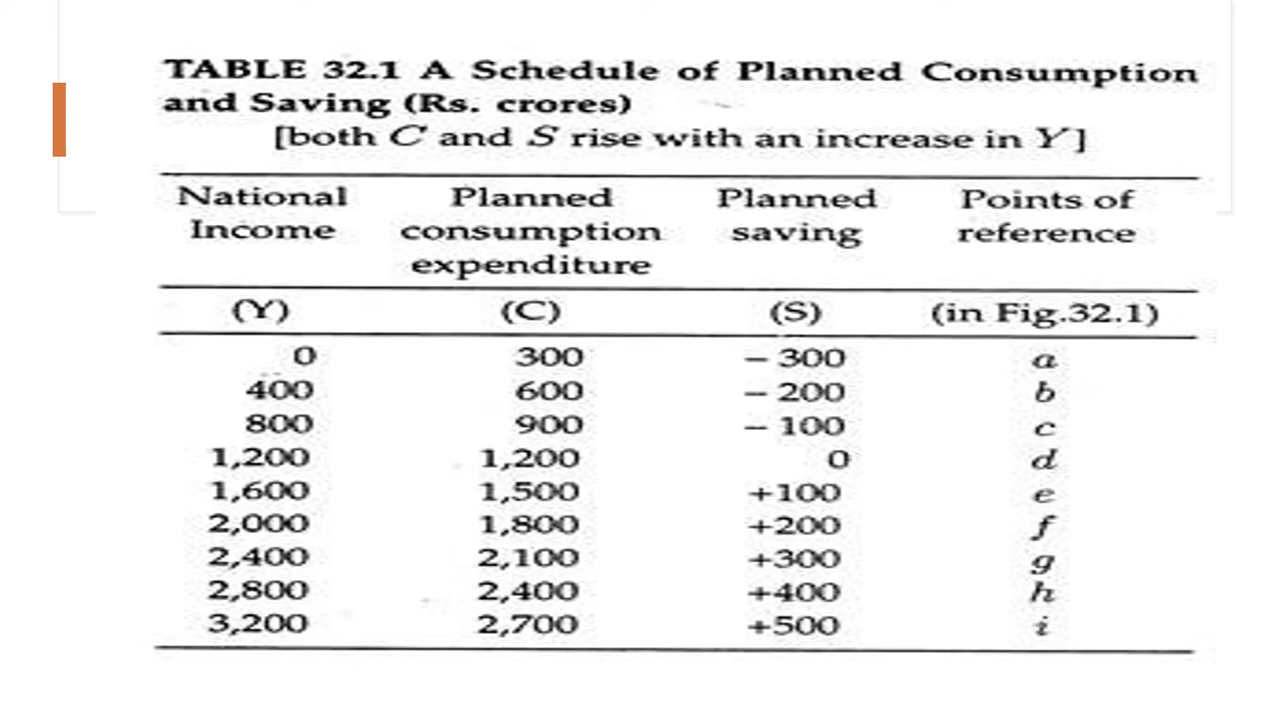 TABLE 32.1 A Schedule of Planned Consumption
and Saving (Rs. crores)
[both C and S rise with an increase in Y]
National Planned Planned Points of
Income consumption saving reference
expenditure
(Y) (C) (S) (in Fig.32.1)
0 300 – 300 a
400 600 – 200 b
800 900 – 100 c
1,200 1,200 0 d
1,600 1,500 +100 e
2,000 1,800 +200 f
2,400 2,100 +300 g
2,800 2,400 +400 h
3,200 2,700 +500 i